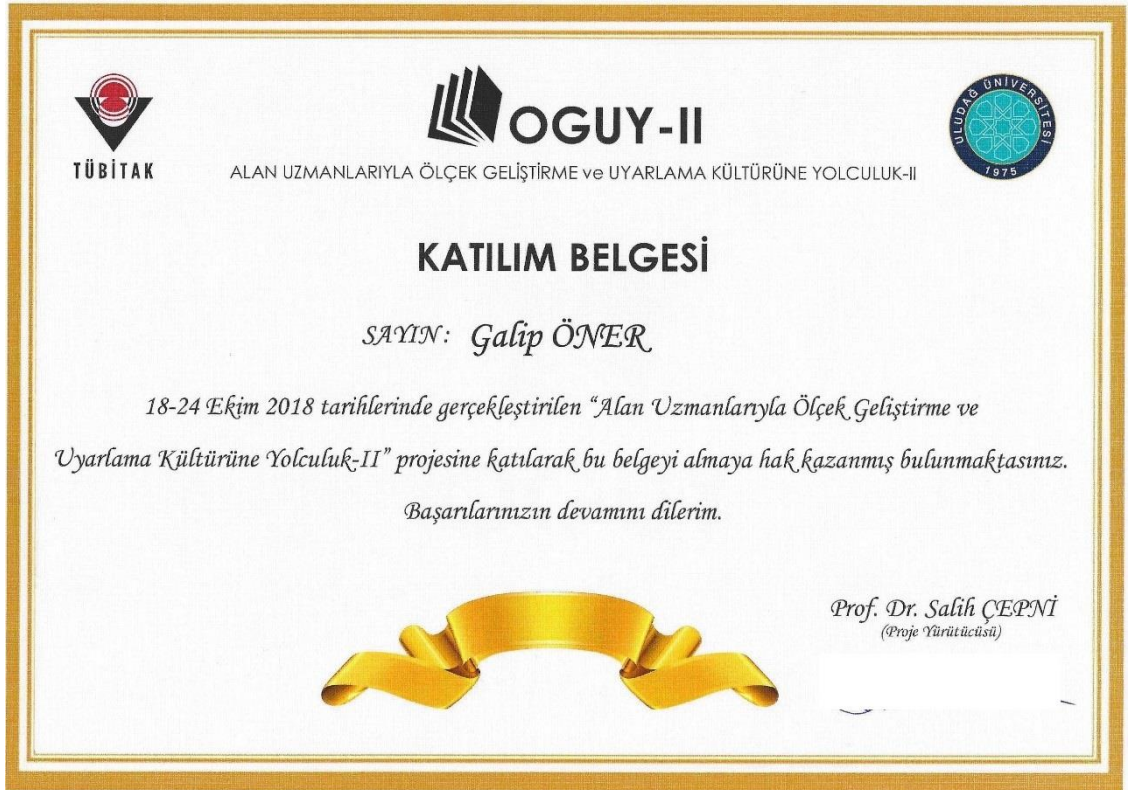 TÜBİTAK
OGUY-II
ALAN UZMANLARIYLA ÖLÇEK GELİŞTİRME ve UYARLAMA KÜLTÜRÜNE YOLCULUK-II
ULUDAĞ ÜNİVERSİTESİ
1975
KATILIM BELGESİ
SAYIN: Galip ÖNER
18-24 Ekim 2018 tarihlerinde gerçekleştirilen “Alan Uzmanlarıyla Ölçek Geliştirme ve
Uyarlama Kültürüne Yolculuk-II” projesine katılarak bu belgeyi almaya hak kazanmış bulunmaktasınız.
Başarılarınızın devamını dilerim.
Prof. Dr. Salih ÇEPNİ
(Proje Yürütücüsü)